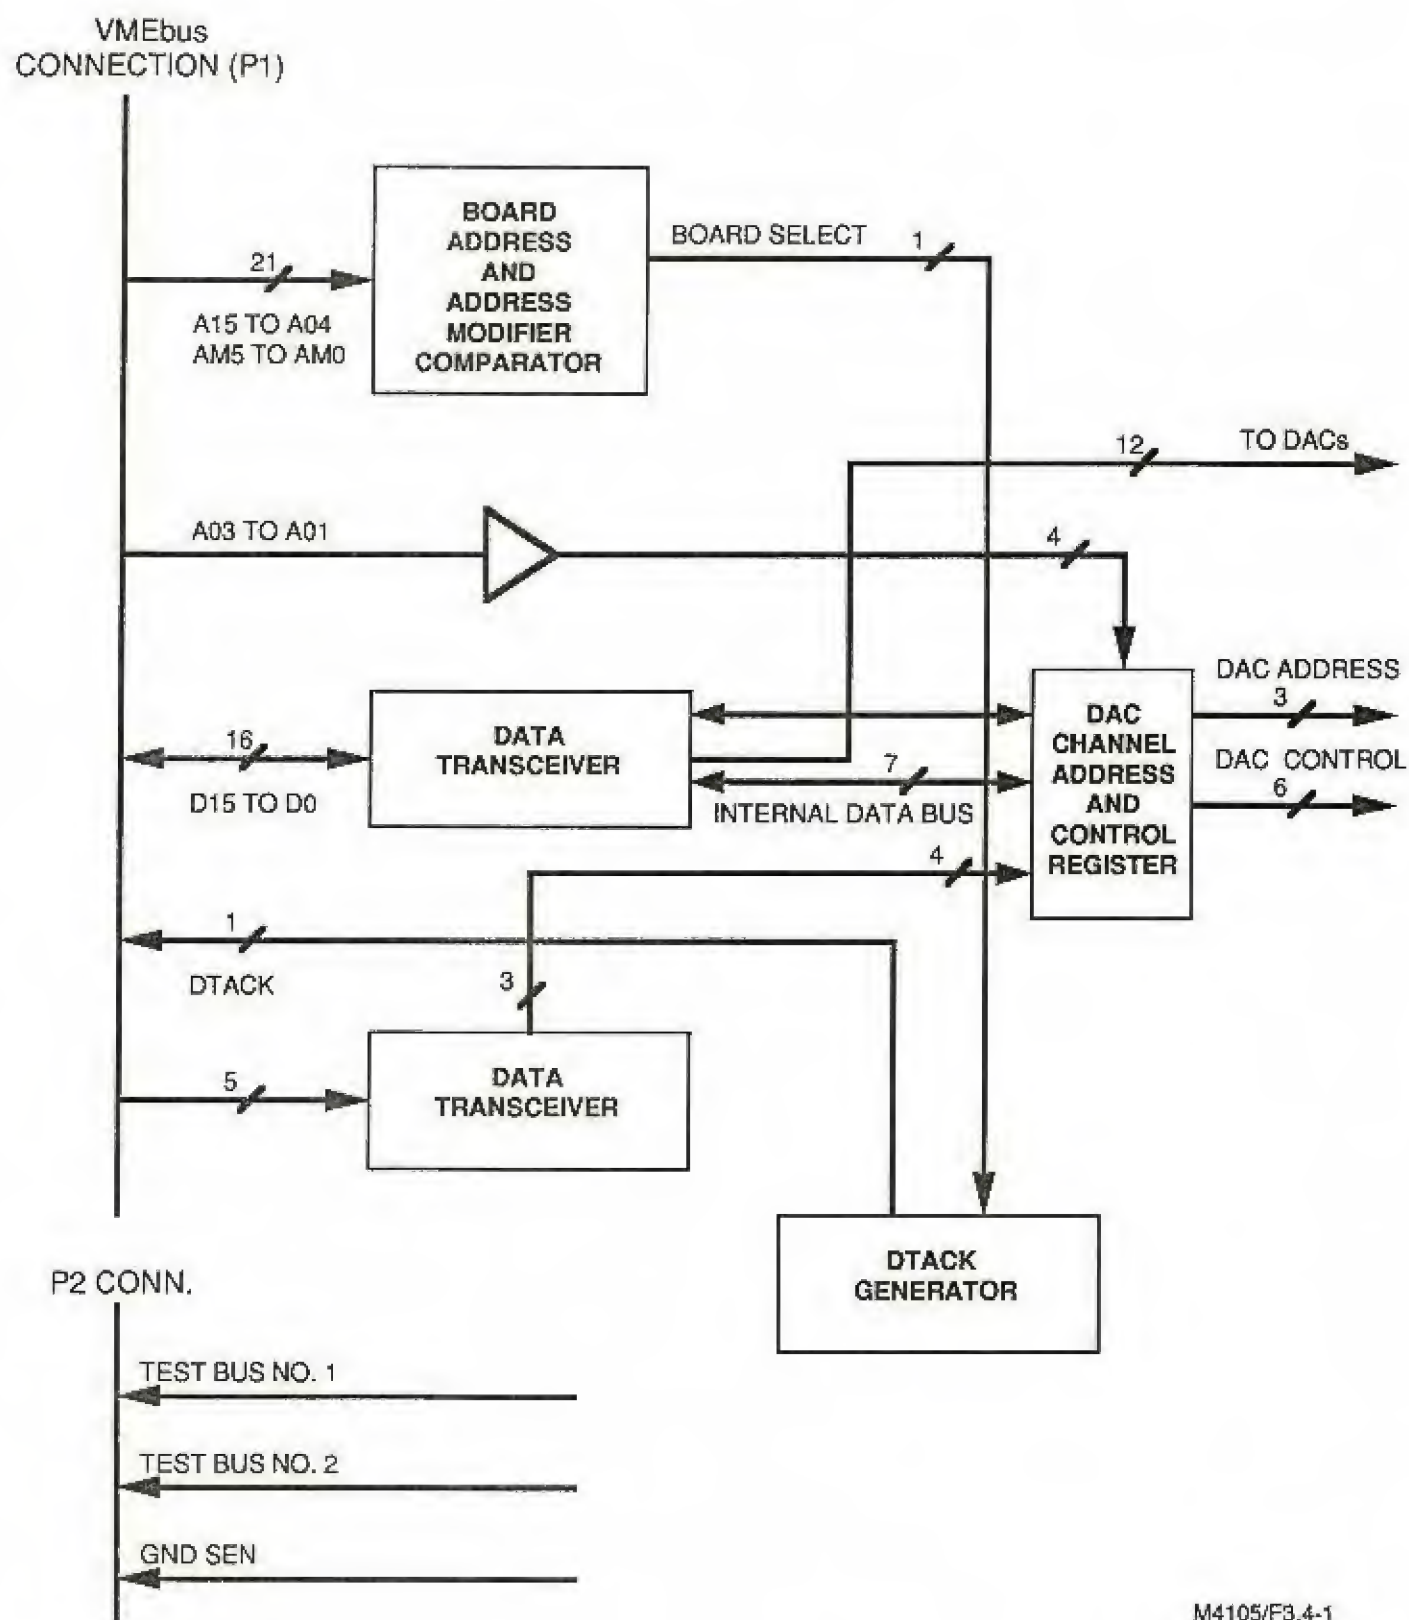 VMEbus
CONNECTION (P1)
BOARD
ADDRESS
AND
ADDRESS
MODIFIER
COMPARATOR
BOARD SELECT
1
21
A15 TO A04
AM5 TO AM0
12
TO DACs
A03 TO A01
4
DAC ADDRESS
3
DAC CONTROL
6
DAC
CHANNEL
ADDRESS
AND
CONTROL
REGISTER
16
D15 TO D0
DATA
TRANSCEIVER
7
INTERNAL DATA BUS
4
1
DTACK
3
5
DATA
TRANSCEIVER
DTACK
GENERATOR
P2 CONN.
TEST BUS NO. 1
TEST BUS NO. 2
GND SEN
M4105/F3.4-1